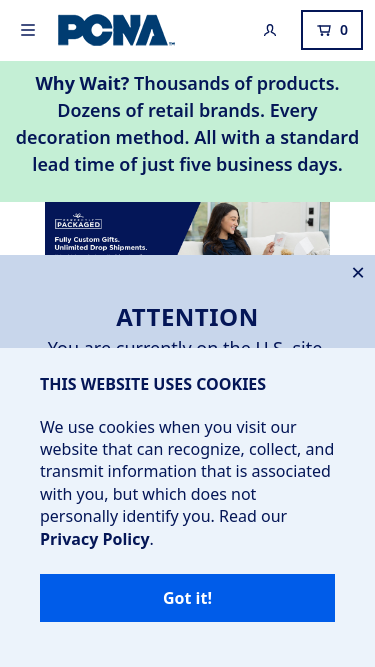 PCNA
0
Why Wait? Thousands of products.
Dozens of retail brands. Every
decoration method. All with a standard
lead time of just five business days.
PERFECTLY
PACKAGED
Fully Custom Gifts.
Unlimited Drop Shipments.
ATTENTION
You are currently on the U.S. site.
THIS WEBSITE USES COOKIES
We use cookies when you visit our
website that can recognize, collect, and
transmit information that is associated
with you, but which does not
personally identify you. Read our
Privacy Policy.
Got it!